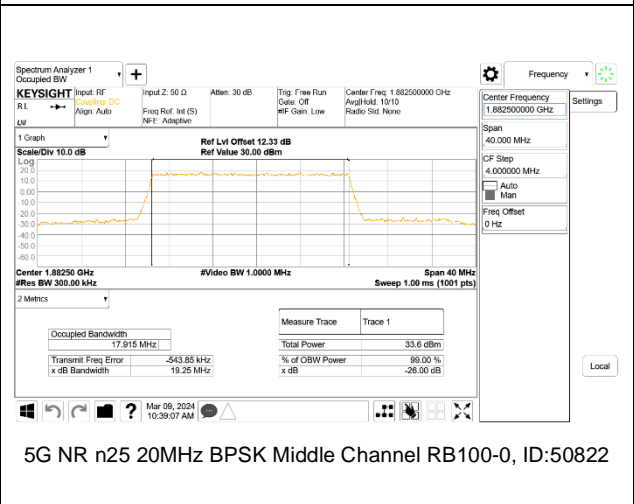 Spectrum Analyzer 1
Occupied BW
Frequency
KEYSIGHT
Input: RF
Coupling: DC
Align: Auto
Input Z: 50 Ω
Freq Ref: Int (S)
NFE: Adaptive
Atten: 30 dB
Trig: Free Run
Gate: Off
#IF Gain: Low
Center Freq: 1.882500000 GHz
Avg|Hold: 10/10
Radio Std: None
RL
Center Frequency
1.882500000 GHz
Settings
Span
40.000 MHz
CF Step
4.000000 MHz
Auto
Man
Freq Offset
0 Hz
Local
1 Graph
Scale/Div 10.0 dB
Ref Lvl Offset 12.33 dB
Ref Value 30.00 dBm
Log
20.0
10.0
0.00
-10.0
-20.0
-30.0
-40.0
-50.0
-60.0
Center 1.88250 GHz
#Video BW 1.0000 MHz
Span 40 MHz
#Res BW 300.00 kHz
Sweep 1.00 ms (1001 pts)
2 Metrics
Occupied Bandwidth
17.915 MHz
Transmit Freq Error -543.85 kHz
x dB Bandwidth 19.25 MHz
Measure Trace Trace 1
Total Power 33.6 dBm
% of OBW Power 99.00 %
x dB -26.00 dB
?
Mar 09, 2024
10:39:07 AM
5G NR n25 20MHz BPSK Middle Channel RB100-0, ID:50822